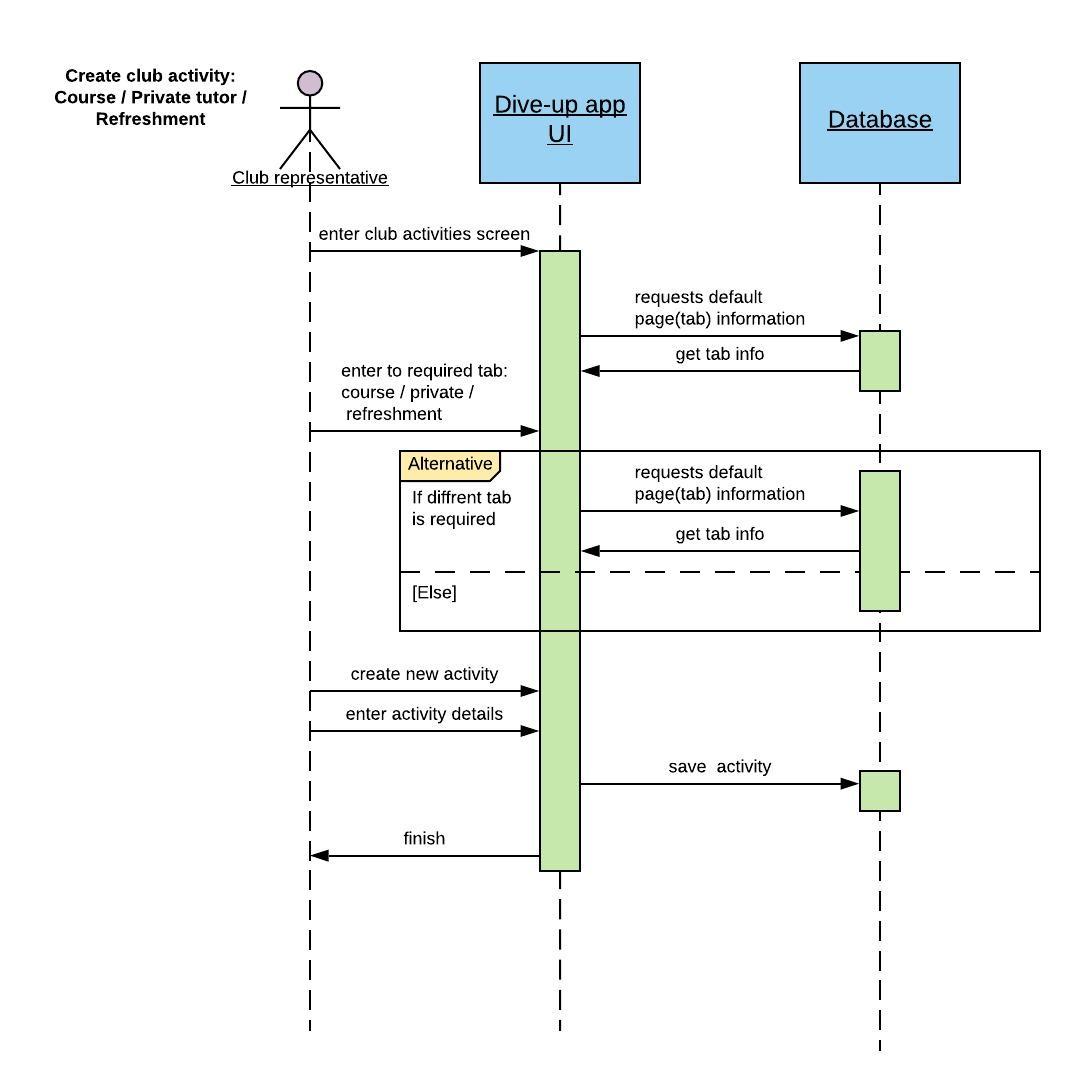 Create club activity:
Course / Private tutor /
Refreshment
Club representative
Dive-up app
UI
Database
enter club activities screen
requests default
page(tab) information
get tab info
enter to required tab:
course / private /
refreshment
Alternative
If diffrent tab
is required
requests default
page(tab) information
get tab info
[Else]
create new activity
enter activity details
save  activity
finish